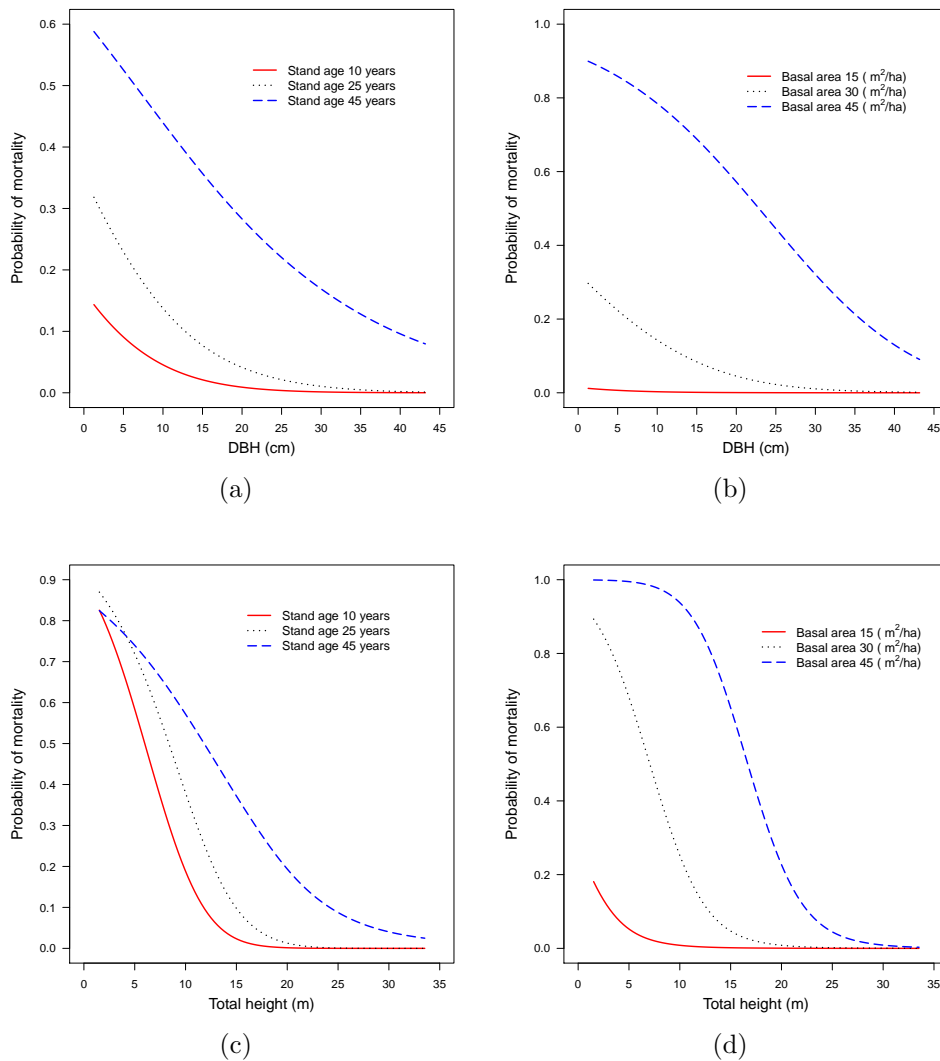 0.6
0.5
0.4
0.3
0.2
0.1
0.0
Probability of mortality
Stand age 10 years
Stand age 25 years
Stand age 45 years
0 5 10 15 20 25 30 35 40 45
DBH (cm)
(a)
1.0
0.8
0.6
0.4
0.2
0.0
Probability of mortality
Basal area 15 ( m²/ha)
Basal area 30 ( m²/ha)
Basal area 45 ( m²/ha)
0 5 10 15 20 25 30 35 40 45
DBH (cm)
(b)
0.9
0.8
0.7
0.6
0.5
0.4
0.3
0.2
0.1
0.0
Probability of mortality
Stand age 10 years
Stand age 25 years
Stand age 45 years
0 5 10 15 20 25 30 35
Total height (m)
(c)
1.0
0.8
0.6
0.4
0.2
0.0
Probability of mortality
Basal area 15 ( m²/ha)
Basal area 30 ( m²/ha)
Basal area 45 ( m²/ha)
0 5 10 15 20 25 30 35
Total height (m)
(d)